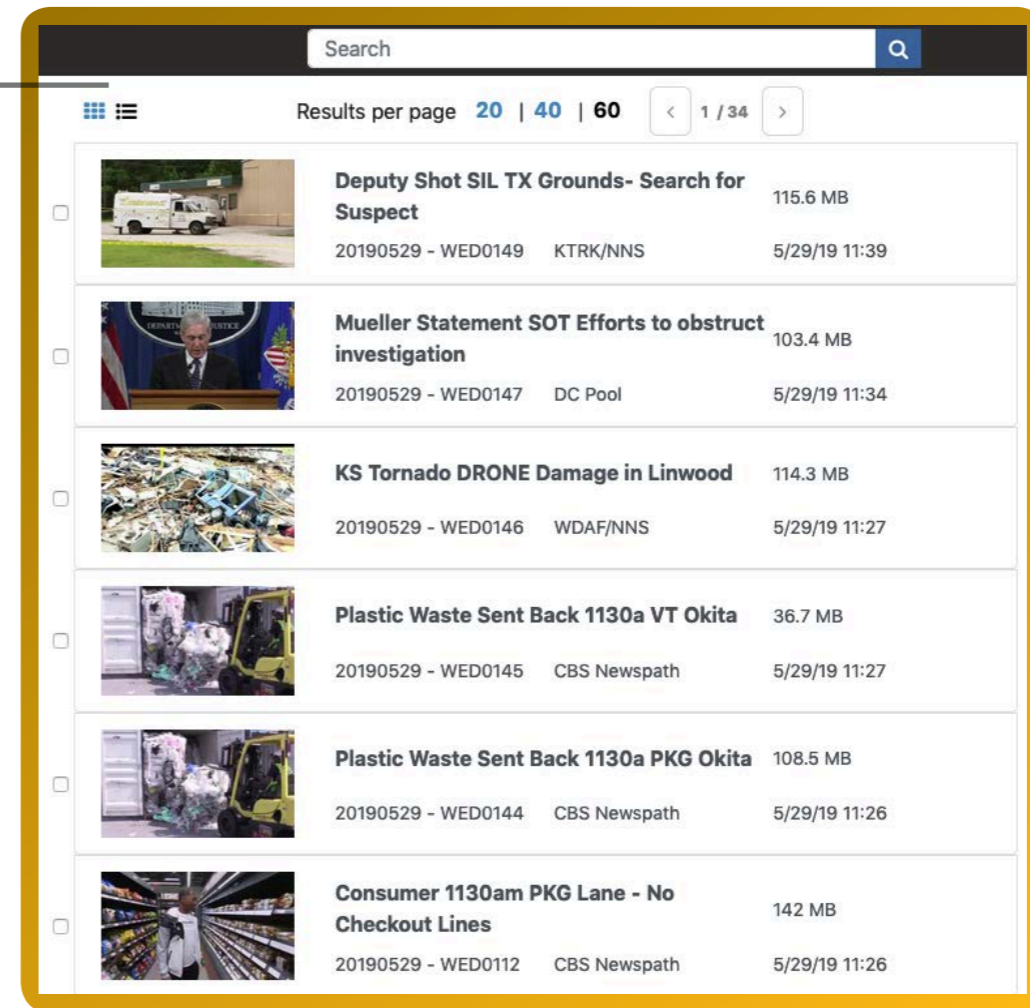 Search
Results per page 20 | 40 | 60 < 1 / 34 >
Deputy Shot SIL TX Grounds- Search for
Suspect
115.6 MB
20190529 - WED0149 KTRK/NNS 5/29/19 11:39
Mueller Statement SOT Efforts to obstruct
investigation
103.4 MB
20190529 - WED0147 DC Pool 5/29/19 11:34
KS Tornado DRONE Damage in Linwood 114.3 MB
20190529 - WED0146 WDAF/NNS 5/29/19 11:27
Plastic Waste Sent Back 1130a VT Okita 36.7 MB
20190529 - WED0145 CBS Newspath 5/29/19 11:27
Plastic Waste Sent Back 1130a PKG Okita 108.5 MB
20190529 - WED0144 CBS Newspath 5/29/19 11:26
Consumer 1130am PKG Lane - No
Checkout Lines
142 MB
20190529 - WED0112 CBS Newspath 5/29/19 11:26